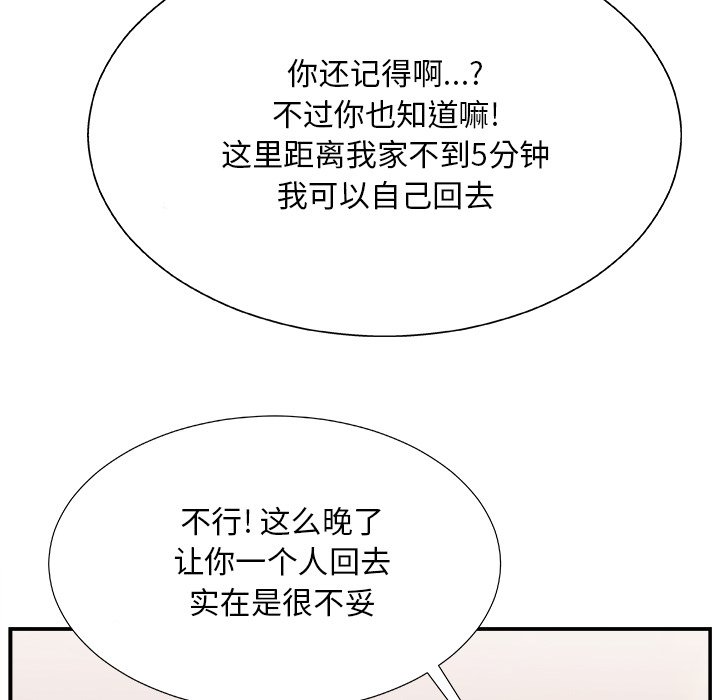 你还记得啊...?
不过你也知道嘛!
这里距离我家不到5分钟
我可以自己回去
不行! 这么晚了
让你一个人回去
实在是很不妥